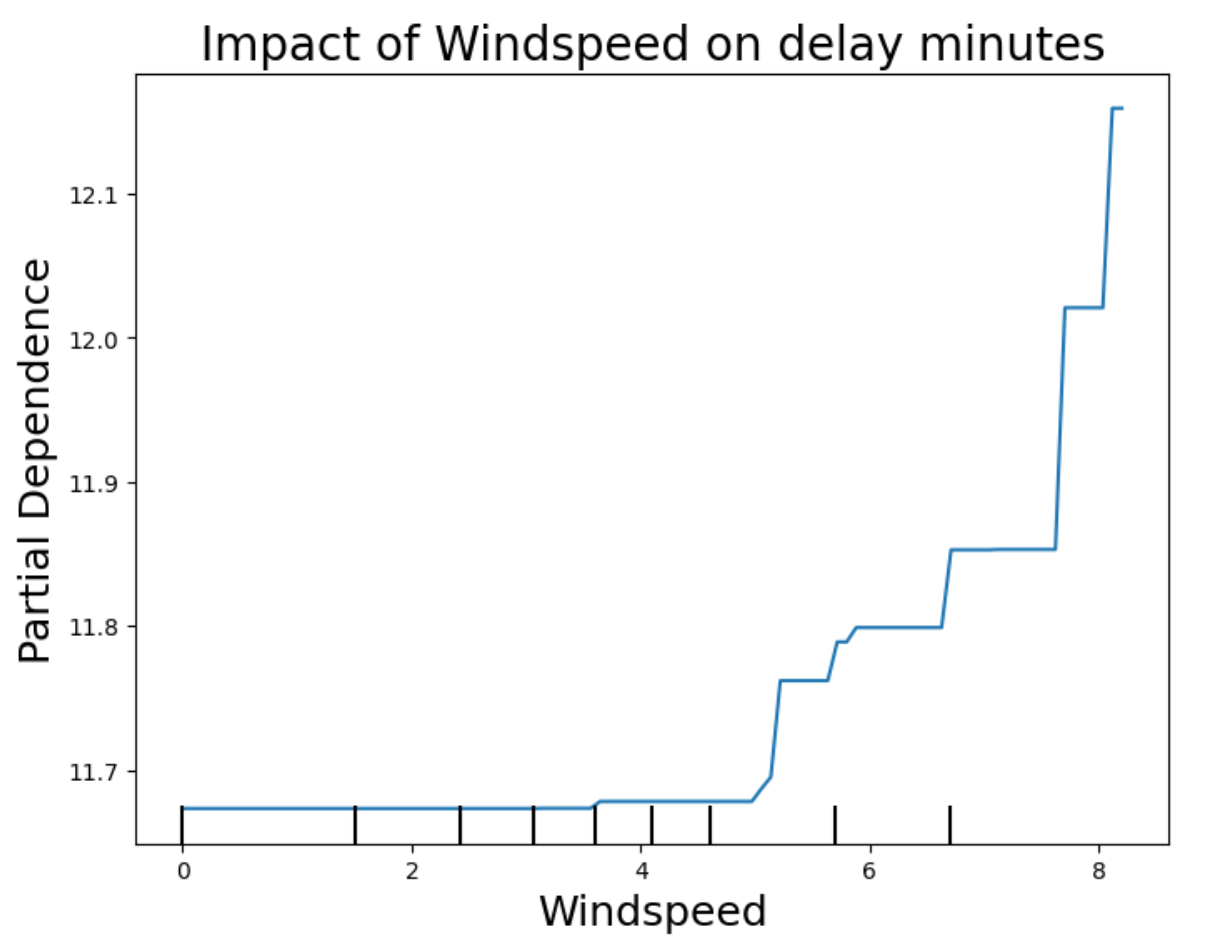 Impact of Windspeed on delay minutes
12.1
12.0
11.9
11.8
11.7
Partial Dependence
0 2 4 6 8
Windspeed